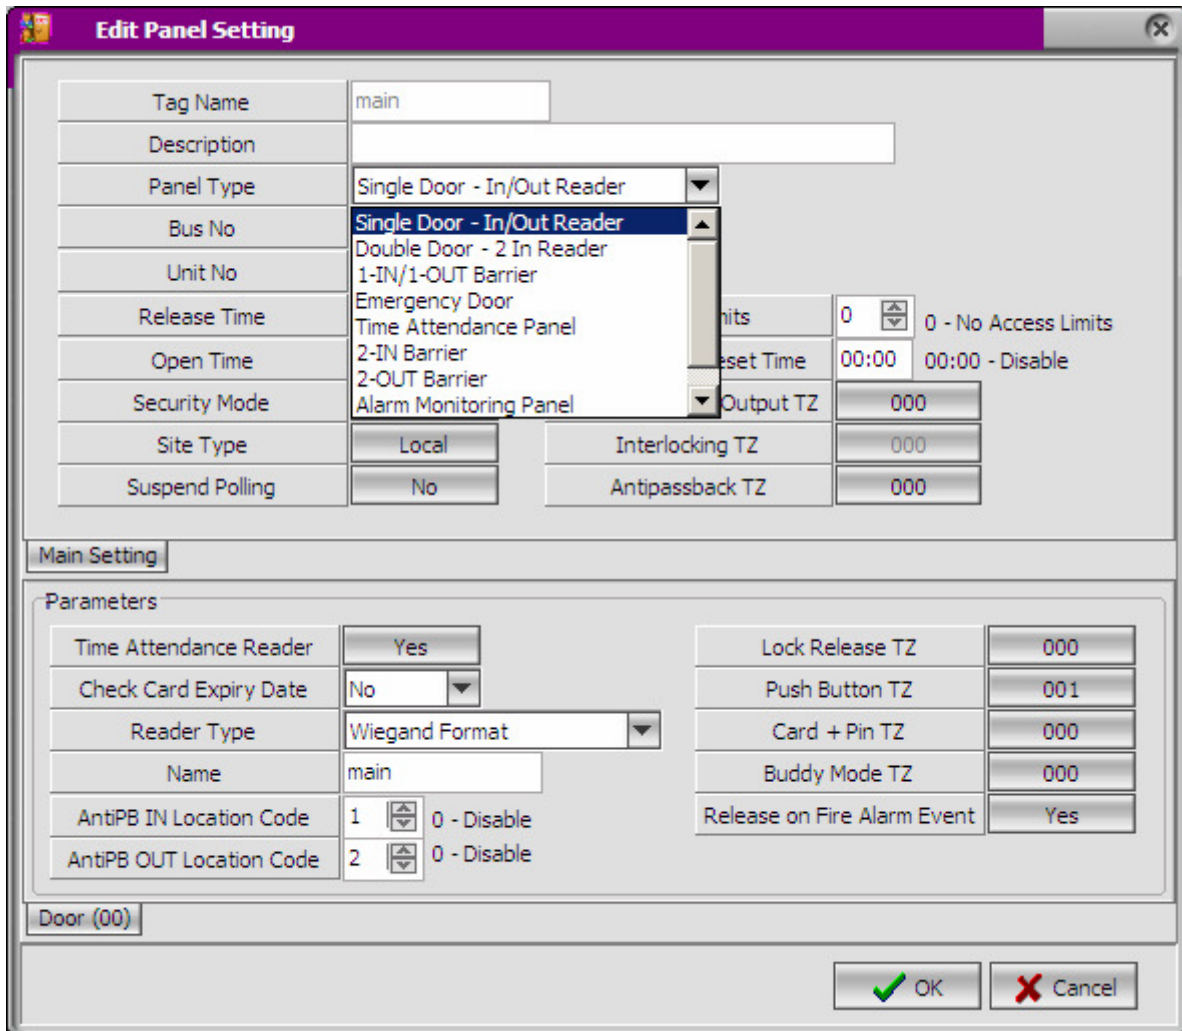 Edit Panel Setting
Tag Name main
Description
Panel Type Single Door - In/Out Reader
Bus No Single Door - In/Out Reader
Double Door - 2 In Reader
Unit No 1-IN/1-OUT Barrier
Emergency Door
Release Time Time Attendance Panel 0 0 - No Access Limits
2-IN Barrier
Open Time 2-OUT Barrier Time 00:00 00:00 - Disable
Security Mode Alarm Monitoring Panel Output TZ 000
Site Type Local Interlocking TZ 000
Suspend Polling No Antipassback TZ 000
Main Setting
Parameters
Time Attendance Reader Yes Lock Release TZ 000
Check Card Expiry Date No Push Button TZ 001
Reader Type Wiegand Format Card + Pin TZ 000
Name main Buddy Mode TZ 000
AntiPB IN Location Code 1 0 - Disable Release on Fire Alarm Event Yes
AntiPB OUT Location Code 2 0 - Disable
Door (00)
OK Cancel